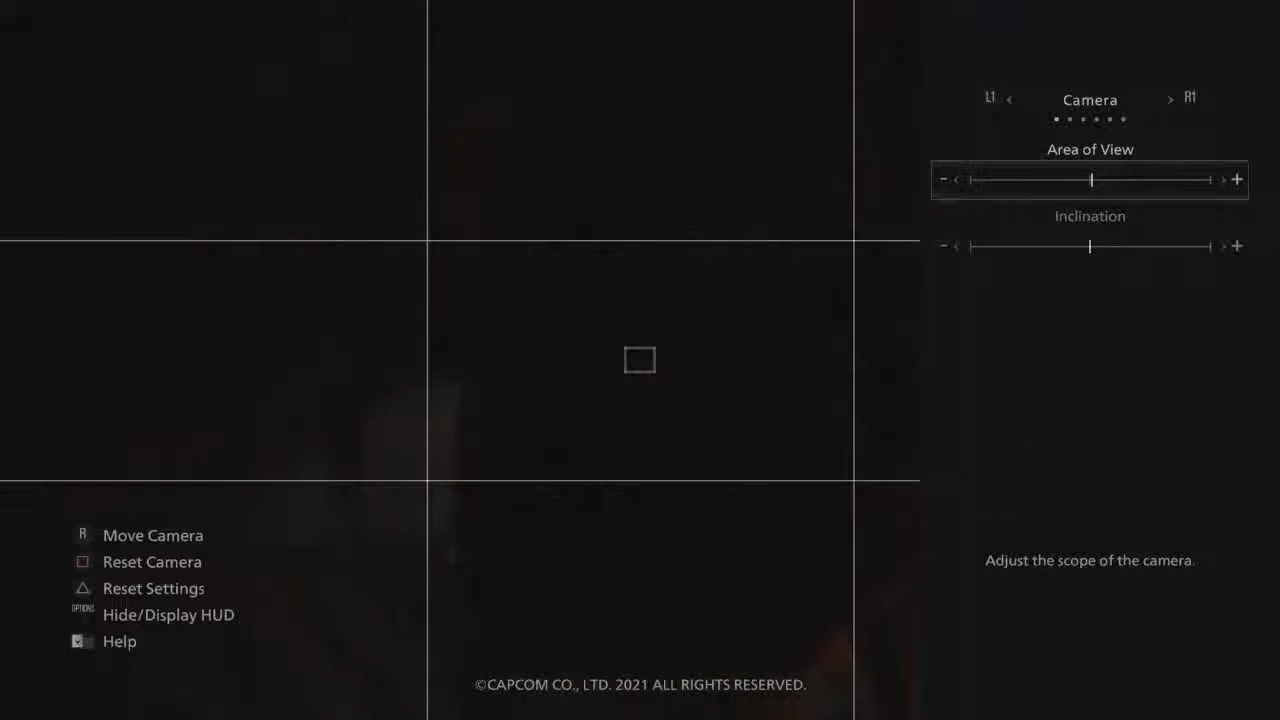 L1 Camera R1
Area of View
Inclination
R Move Camera
Reset Camera
Reset Settings
OPTIONS Hide/Display HUD
Help
Adjust the scope of the camera.
©CAPCOM CO., LTD. 2021 ALL RIGHTS RESERVED.